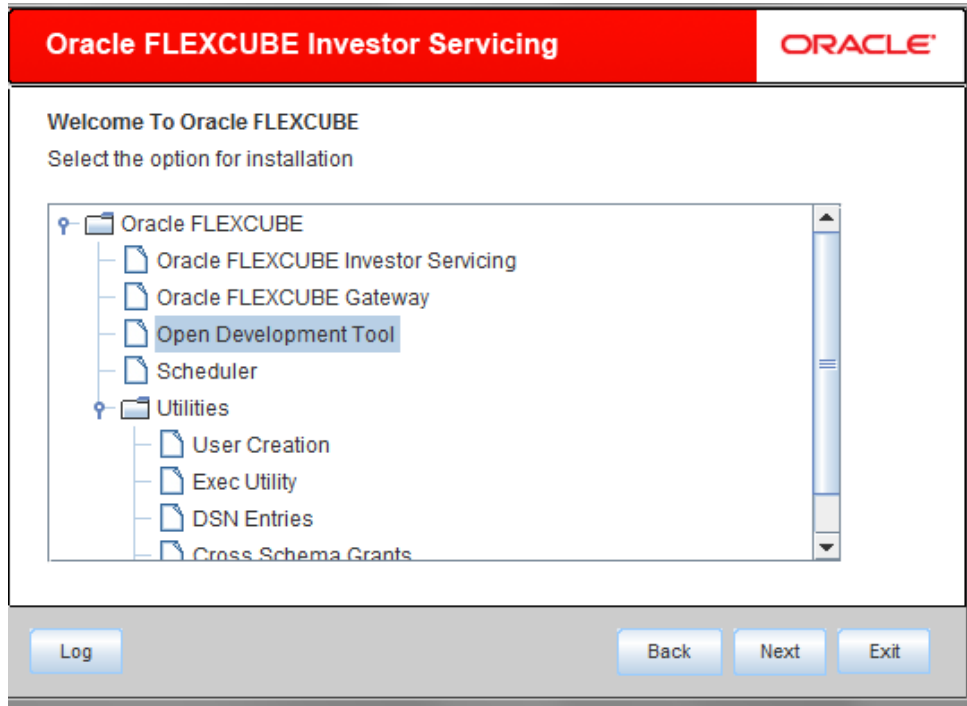 Oracle FLEXCUBE Investor Servicing
ORACLE
Welcome To Oracle FLEXCUBE
Select the option for installation
Oracle FLEXCUBE
Oracle FLEXCUBE Investor Servicing
Oracle FLEXCUBE Gateway
Open Development Tool
Scheduler
Utilities
User Creation
Exec Utility
DSN Entries
Cross Schema Grants
Log
Back
Next
Exit